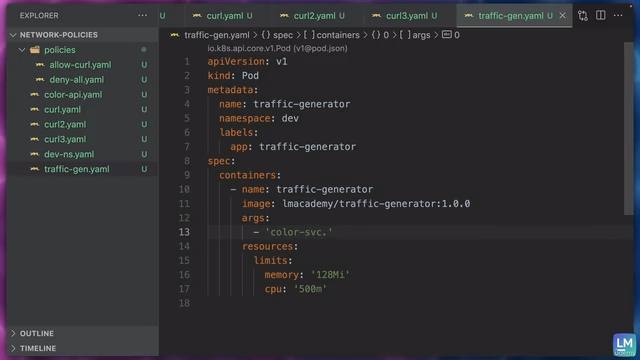 EXPLORER
NETWORK-POLICIES
policies
allow-curl.yaml U
deny-all.yaml U
color-api.yaml U
curl.yaml U
curl2.yaml U
curl3.yaml U
dev-ns.yaml U
traffic-gen.yaml U
OUTLINE
TIMELINE
U curl.yaml U curl2.yaml U curl3.yaml U traffic-gen.yaml U
traffic-gen.yaml > {} spec > [ ] containers > {} 0 > [ ] args > 0
io.k8s.api.core.v1.Pod (v1@pod.json)
1 apiVersion: v1
2 kind: Pod
3 metadata:
4 name: traffic-generator
5 namespace: dev
6 labels:
7 app: traffic-generator
8 spec:
9 containers:
10 - name: traffic-generator
11 image: lmacademy/traffic-generator:1.0.0
12 args:
13 - 'color-svc.'
14 resources:
15 limits:
16 memory: '128Mi'
17 cpu: '500m'
18
LM